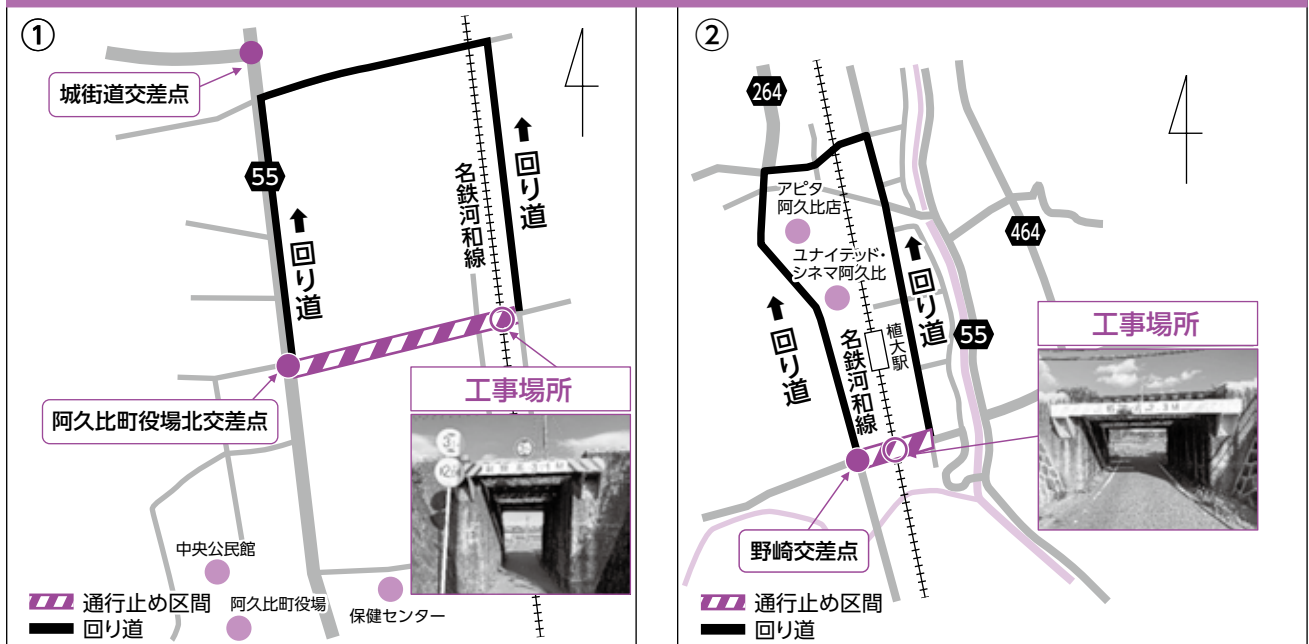 ①
城街道交差点
55
↑回り道
名鉄河和線
↑回り道
阿久比町役場北交差点
工事場所
中央公民館
阿久比町役場
保健センター
通行止め区間
回り道
②
264
アピタ
阿久比店
ユナイテッド・
シネマ阿久比
464
↑回り道
↑回り道
植大駅
名鉄河和線
55
工事場所
野崎交差点
通行止め区間
回り道